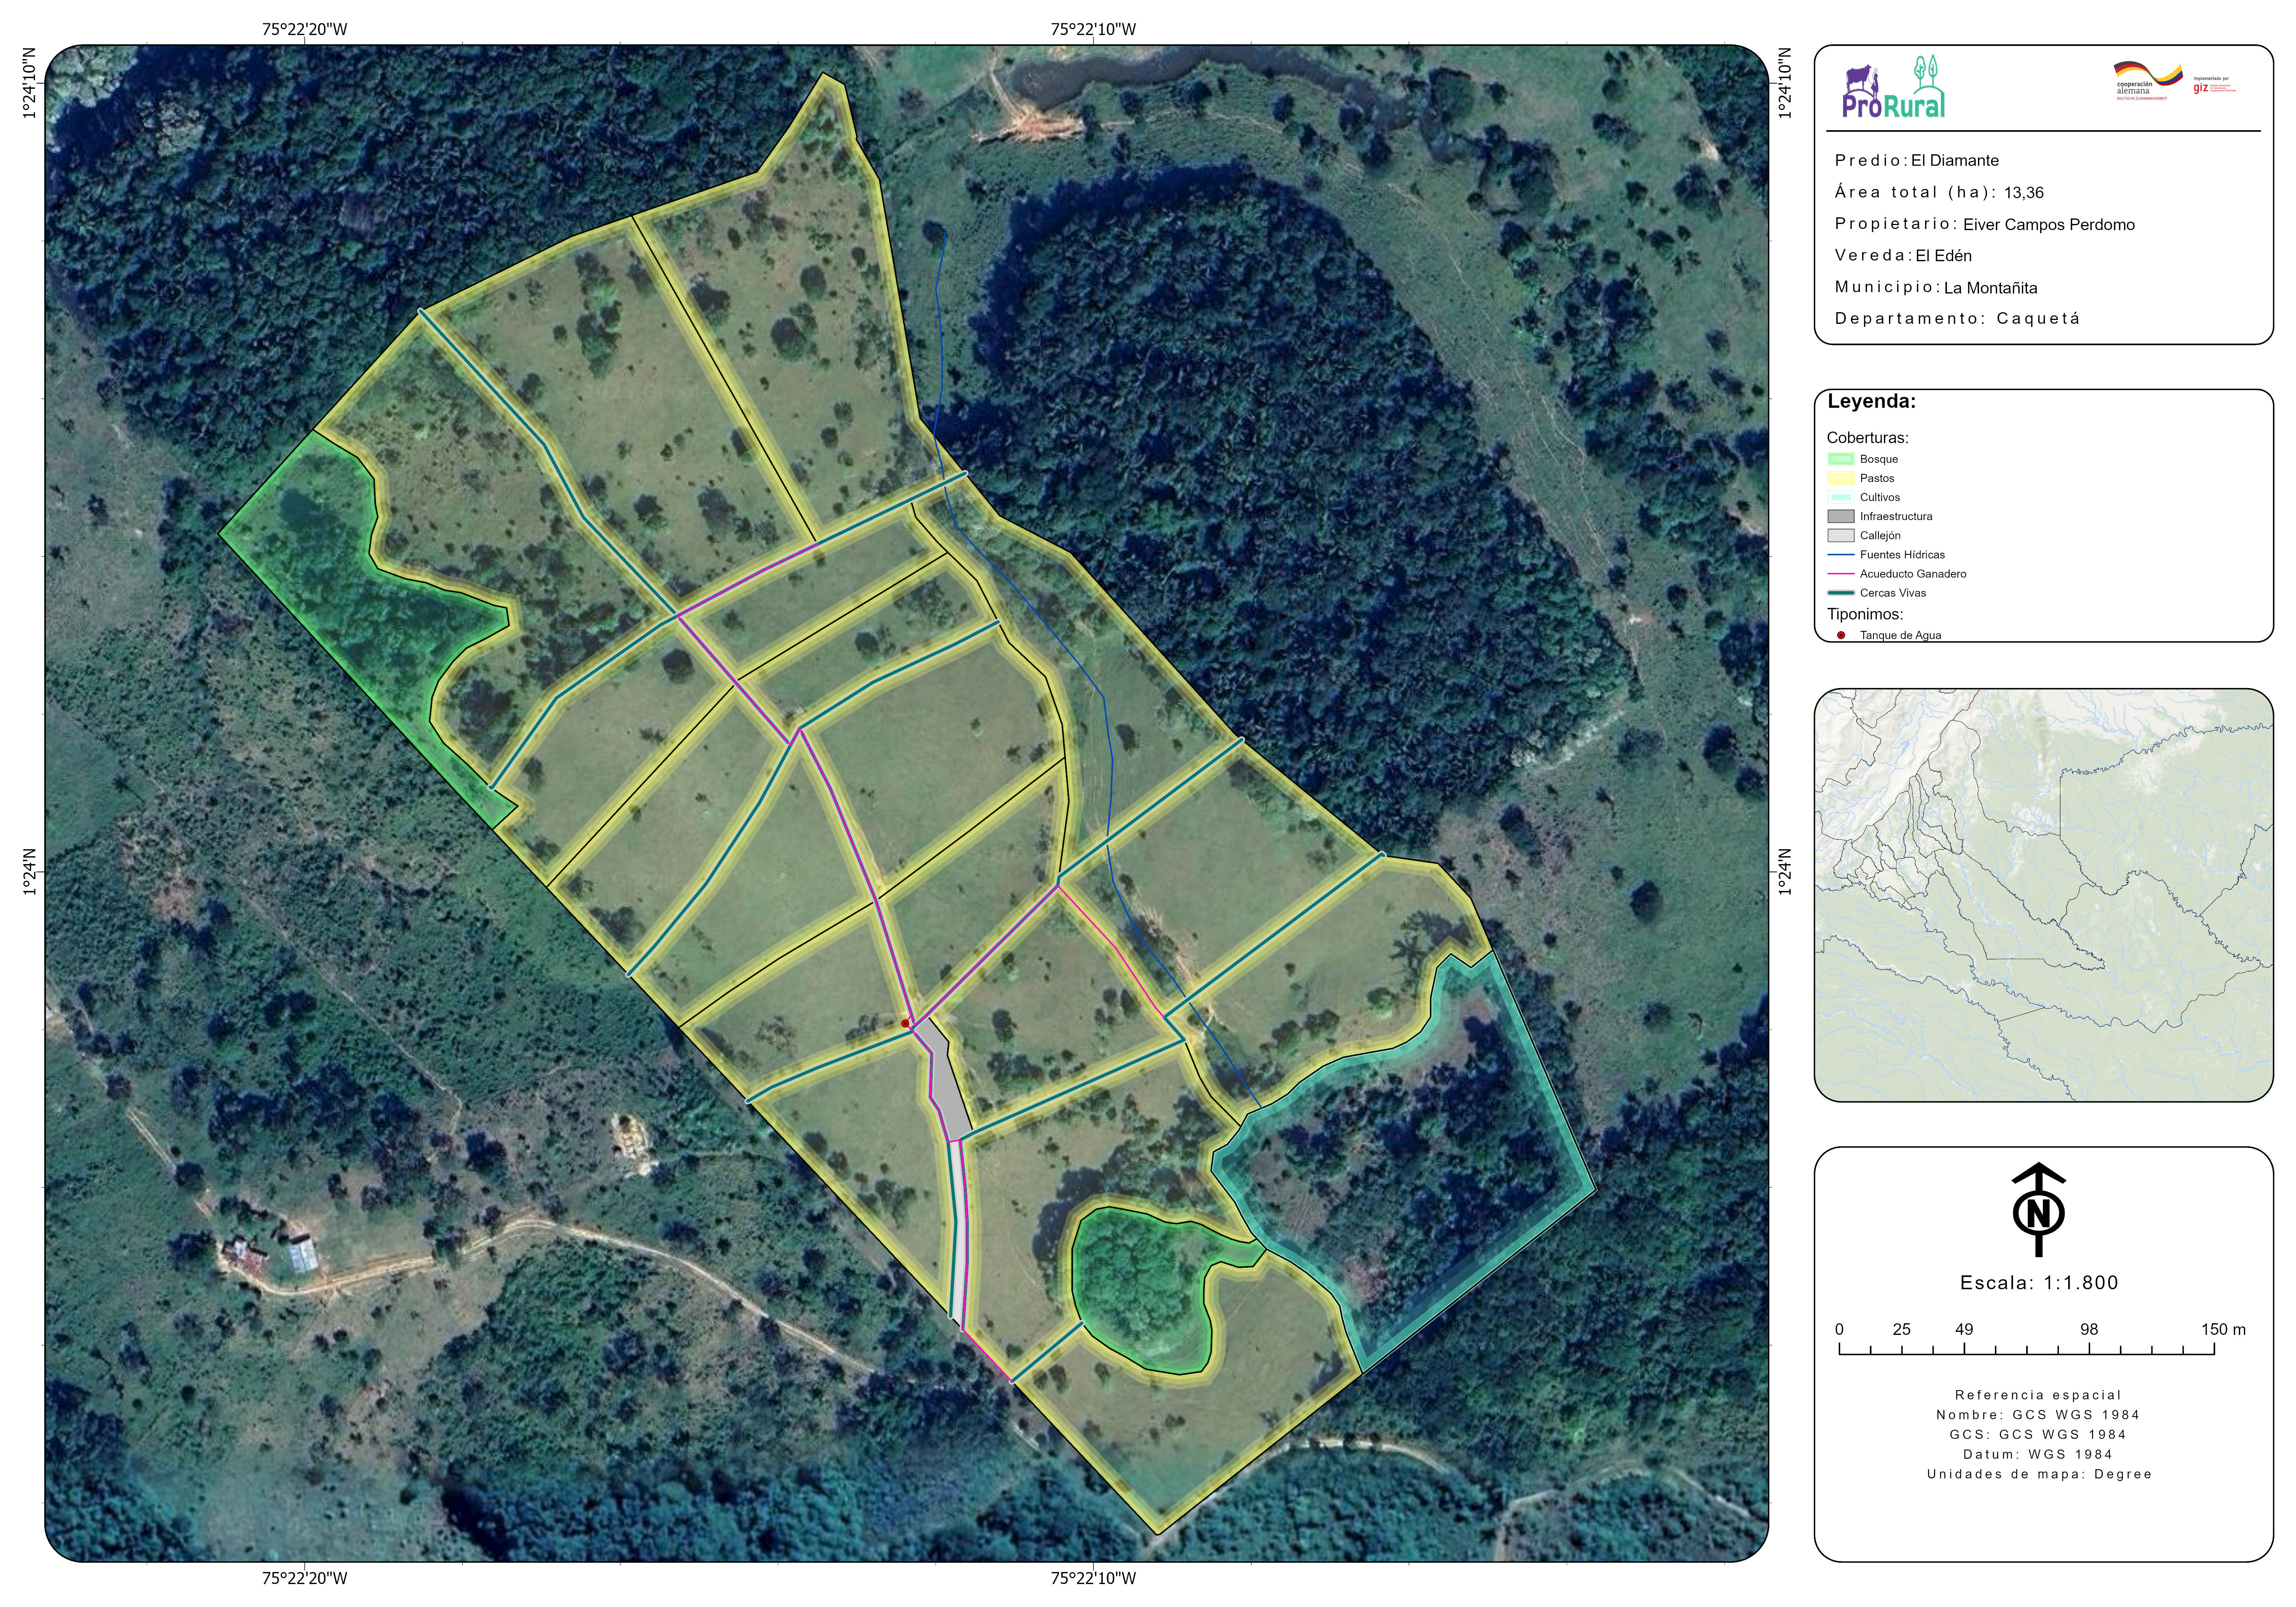 75°22'20"W
75°22'10"W
1°24'10"N
1°24'10"N
1°24'N
1°24'N
75°22'20"W
75°22'10"W
ProRural
cooperación
alemana
DEUTSCHE ZUSAMMENARBEIT
Implementada por
giz
Predio: El Diamante
Área total (ha): 13,36
Propietario: Eiver Campos Perdomo
Vereda: El Edén
Municipio: La Montañita
Departamento: Caquetá
Leyenda:
Coberturas:
Bosque
Pastos
Cultivos
Infraestructura
Callejón
Fuentes Hídricas
Acueducto Ganadero
Cercas Vivas
Tiponimos:
Tanque de Agua
N
Escala: 1:1.800
0 25 49 98 150 m
Referencia espacial
Nombre: GCS WGS 1984
GCS: GCS WGS 1984
Datum: WGS 1984
Unidades de mapa: Degree